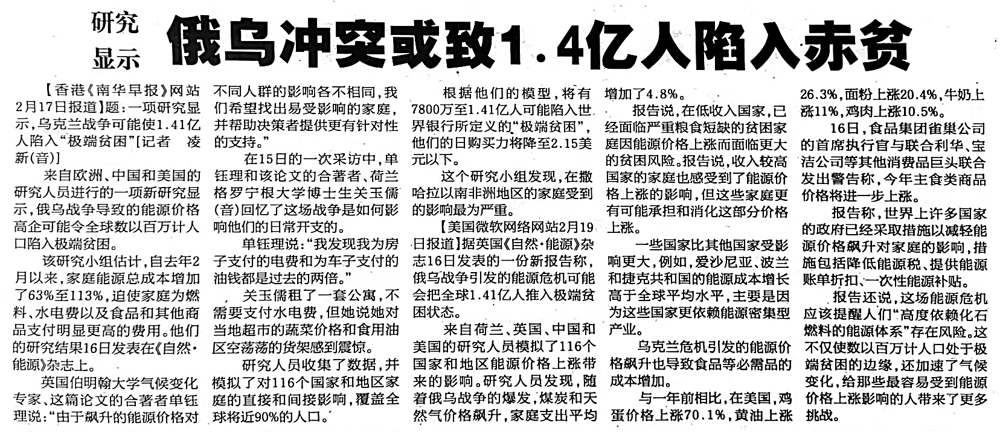 研究
显示
俄乌冲突或致1.4亿人陷入赤贫
【香港《南华早报》网站
2月17日报道】题：一项研究显
示，乌克兰战争可能使1.41亿
人陷入“极端贫困”[记者　凌
新(音)]
来自欧洲、中国和美国的
研究人员进行的一项新研究显
示，俄乌战争导致的能源价格
高企可能令全球数以百万计人
口陷入极端贫困。
该研究小组估计，自去年2
月以来，家庭能源总成本增加
了63%至113%，迫使家庭为燃
料、水电费以及食品和其他商
品支付明显更高的费用。他们
的研究结果16日发表在《自然·
能源》杂志上。
英国伯明翰大学气候变化
专家、这篇论文的合著者单钰
理说：“由于飙升的能源价格对
不同人群的影响各不相同，我
们希望找出易受影响的家庭，
并帮助决策者提供更有针对性
的支持。”
在15日的一次采访中，单
钰理和该论文的合著者、荷兰
格罗宁根大学博士生关玉儒
(音)回忆了这场战争是如何影
响他们的日常开支的。
单钰理说：“我发现我为房
子支付的电费和为车子支付的
油钱都是过去的两倍。”
关玉儒租了一套公寓，不
需要支付水电费，但她说她对
当地超市的蔬菜价格和食用油
区空荡荡的货架感到震惊。
研究人员收集了数据，并
模拟了对116个国家和地区家
庭的直接和间接影响，覆盖全
球将近90%的人口。
根据他们的模型，将有
7800万至1.41亿人可能陷入世
界银行所定义的“极端贫困”，
他们的日购买力将降至2.15美
元以下。
这个研究小组发现，在撒
哈拉以南非洲地区的家庭受到
的影响最为严重。
【美国微软网络网站2月19
日报道】据英国《自然·能源》杂
志16日发表的一份新报告称，
俄乌战争引发的能源危机可能
会把全球1.41亿人推入极端贫
困状态。
来自荷兰、英国、中国和
美国的研究人员模拟了116个
国家和地区能源价格上涨带
来的影响。研究人员发现，随
着俄乌战争的爆发，煤炭和天
然气价格飙升，家庭支出平均
增加了4.8%。
报告说，在低收入国家，已
经面临严重粮食短缺的贫困家
庭因能源价格上涨而面临更大
的贫困风险。报告说，收入较高
国家的家庭也感受到了能源价
格上涨的影响，但这些家庭更
有可能承担和消化这部分价格
上涨。
一些国家比其他国家受影
响更大，例如，爱沙尼亚、波兰
和捷克共和国的能源成本增长
高于全球平均水平，主要是因
为这些国家更依赖能源密集型
产业。
乌克兰危机引发的能源价
格飙升也导致食品等必需品的
成本增加。
与一年前相比，在美国，鸡
蛋价格上涨70.1%，黄油上涨
26.3%，面粉上涨20.4%，牛奶上
涨11%，鸡肉上涨10.5%。
16日，食品集团雀巢公司
的首席执行官与联合利华、宝
洁公司等其他消费品巨头联合
发出警告称，今年主食类商品
价格将进一步上涨。
报告称，世界上许多国家
的政府已经采取措施以减轻能
源价格飙升对家庭的影响，措
施包括降低能源税、提供能源
账单折扣、一次性能源补贴。
报告还说，这场能源危机
应该提醒人们“高度依赖化石
燃料的能源体系”存在风险。这
不仅使数以百万计人口处于极
端贫困的边缘，还加速了气候
变化，给那些最容易受到能源
价格上涨影响的人带来了更多
挑战。